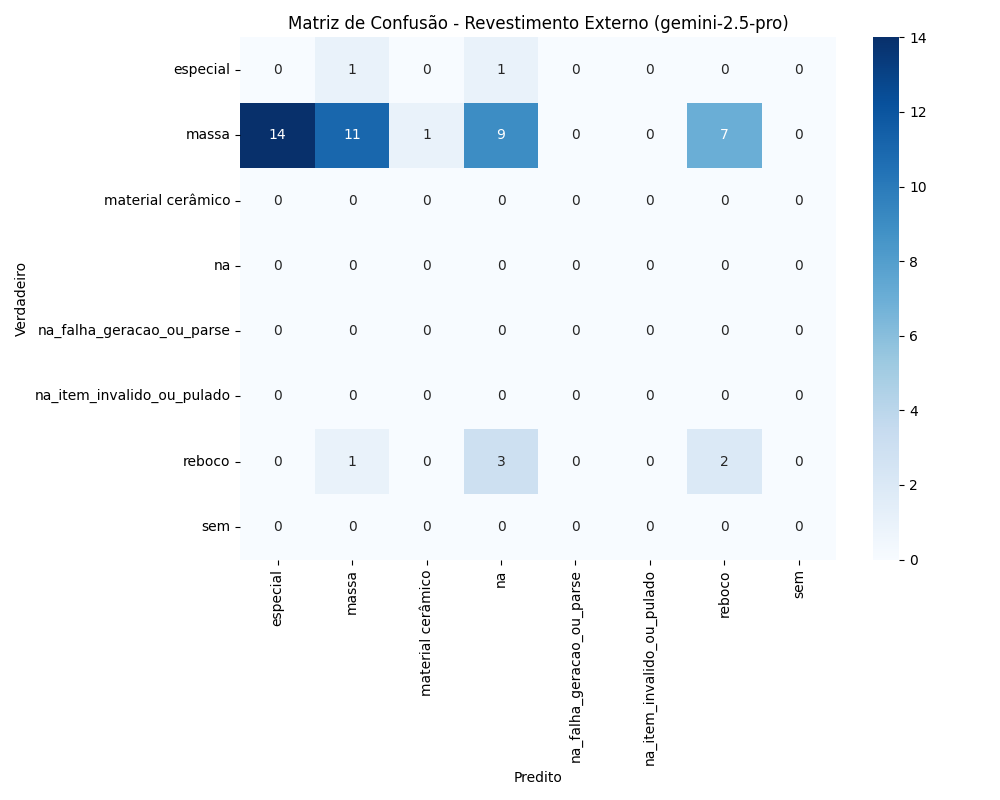 Matriz de Confusão - Revestimento Externo (gemini-2.5-pro)
Verdadeiro
especial 0 1 0 1 0 0 0 0
massa 14 11 1 9 0 0 7 0
material cerâmico 0 0 0 0 0 0 0 0
na 0 0 0 0 0 0 0 0
na_falha_geracao_ou_parse 0 0 0 0 0 0 0 0
na_item_invalido_ou_pulado 0 0 0 0 0 0 0 0
reboco 0 1 0 3 0 0 2 0
sem 0 0 0 0 0 0 0 0
especial
massa
material cerâmico
na
na_falha_geracao_ou_parse
na_item_invalido_ou_pulado
reboco
sem
Predito
14
12
10
8
6
4
2
0